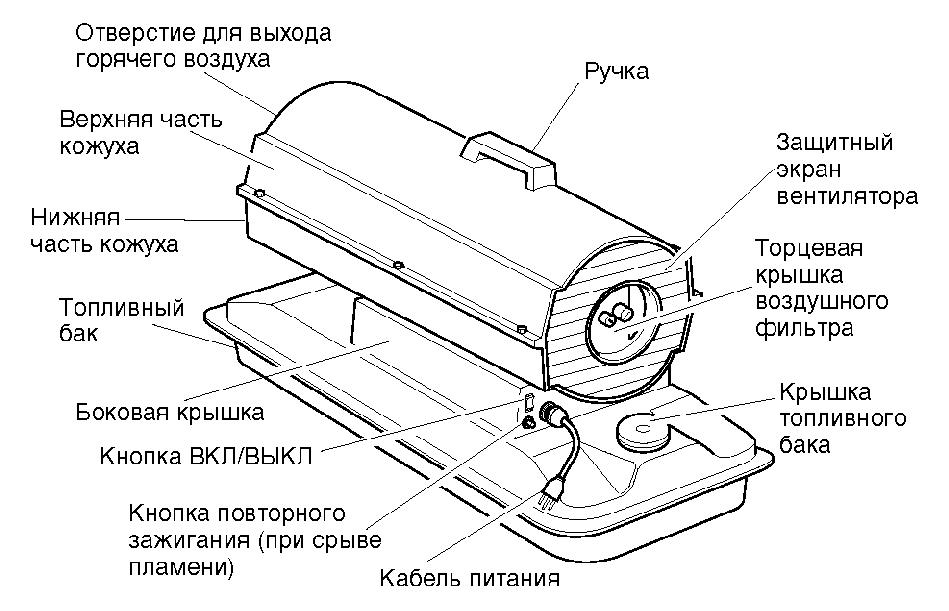 Отверстие для выхода
горячего воздуха
Ручка
Верхняя часть
кожуха
Защитный
экран
вентилятора
Нижняя
часть кожуха
Торцевая
крышка
воздушного
фильтра
Топливный
бак
Боковая крышка
Крышка
топливного
бака
Кнопка ВКЛ/ВЫКЛ
Кнопка повторного
зажигания (при срыве
пламени)
Кабель питания